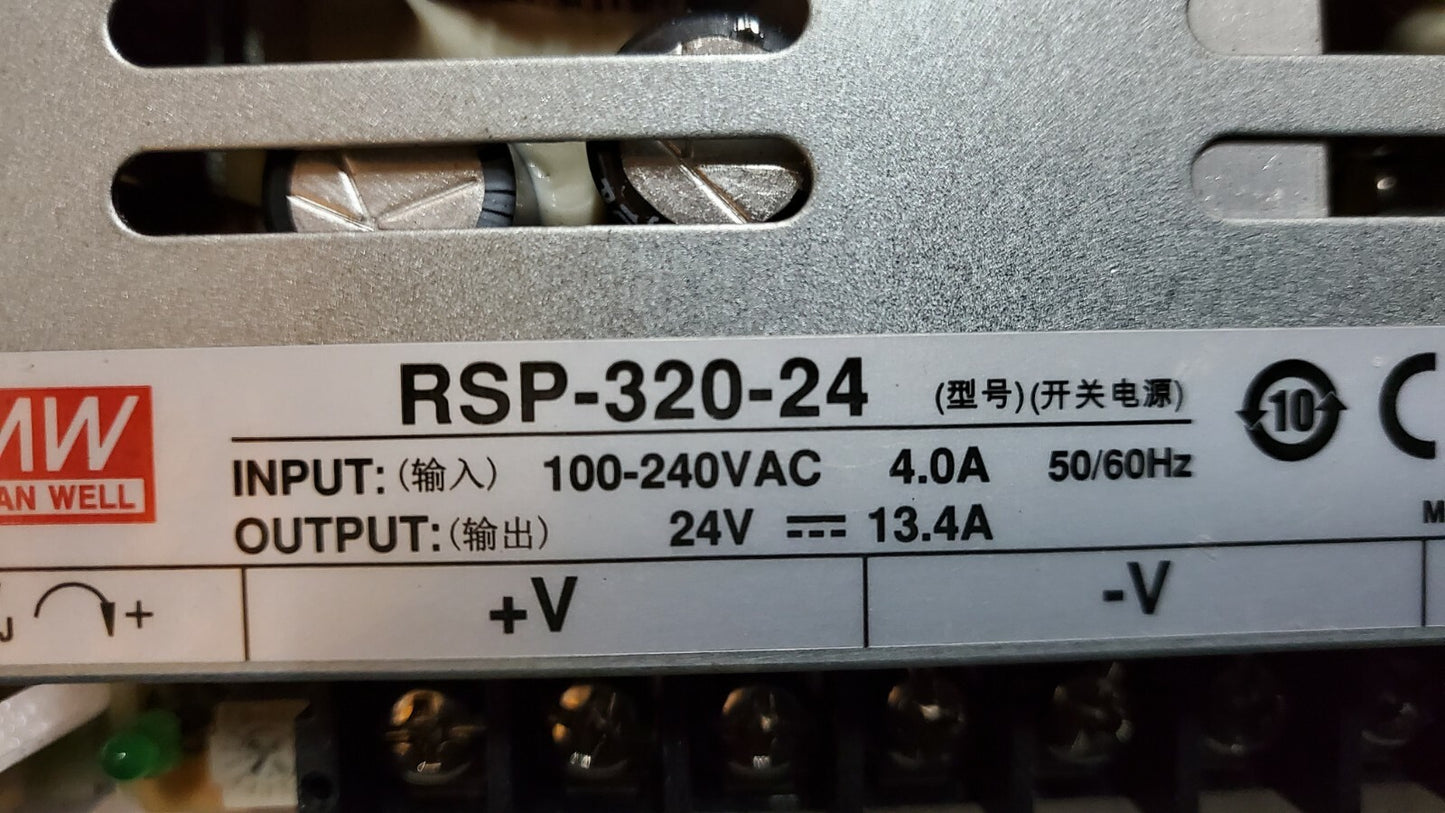 RSP-320-24 (型号)(开关电源)
MW
AN WELL
INPUT:(输入) 100-240VAC 4.0A 50/60Hz
OUTPUT:(输出) 24V ⎓ 13.4A
10
+
+V
-V